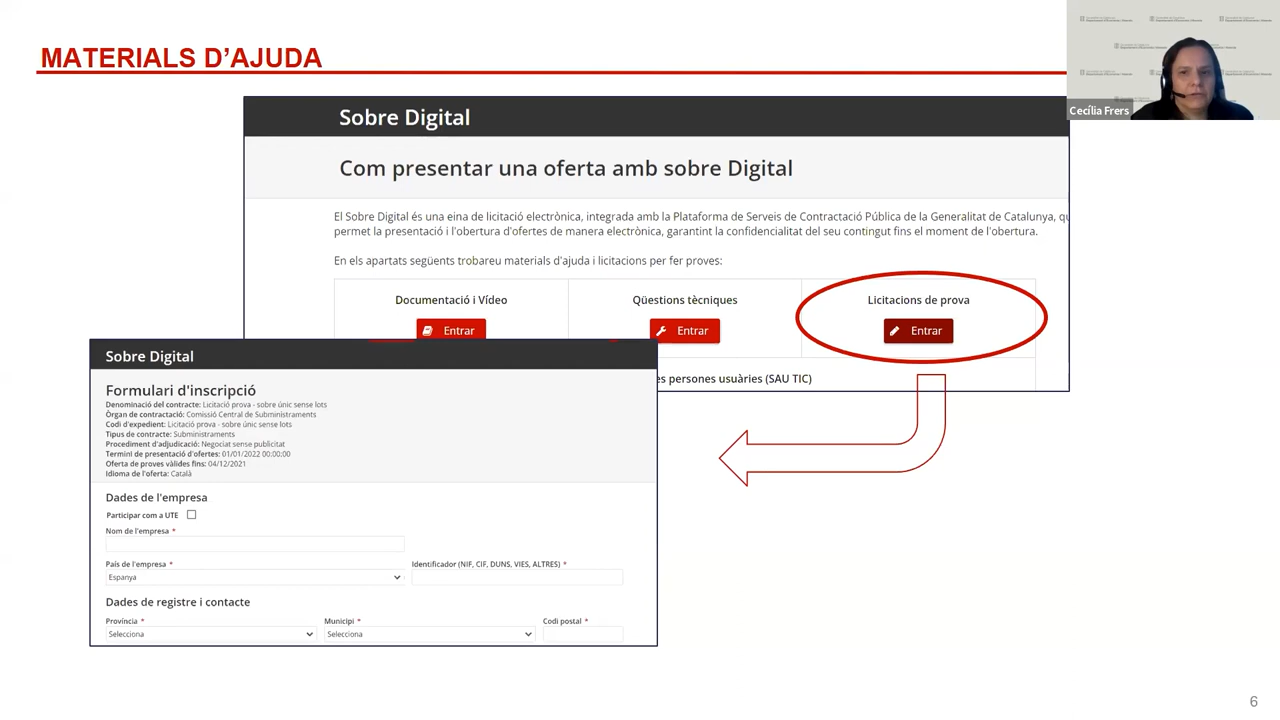 MATERIALS D'AJUDA
Cecília Frers
Sobre Digital
Com presentar una oferta amb sobre Digital
El Sobre Digital és una eina de licitació electrònica, integrada amb la Plataforma de Serveis de Contractació Pública de la Generalitat de Catalunya, qu
permet la presentació i l'obertura d'ofertes de manera electrònica, garantint la confidencialitat del seu contingut fins el moment de l'obertura.
En els apartats següents trobareu materials d'ajuda i licitacions per fer proves:
Documentació i Vídeo
Qüestions tècniques
Licitacions de prova
Entrar
Entrar
Entrar
es persones usuàries (SAU TIC)
Sobre Digital
Formulari d'inscripció
Denominació del contracte: Licitació prova - sobre únic sense lots
Òrgan de contractació: Comissió Central de Subministraments
Codi d'expedient: Licitació prova - sobre únic sense lots
Tipus de contracte: Subministraments
Procediment d'adjudicació: Negociat sense publicitat
Termini de presentació d'ofertes: 01/01/2022 00:00:00
Oferta de proves vàlides fins: 04/12/2021
Idioma de l'oferta: Català
Dades de l'empresa
Participar com a UTE
Nom de l'empresa *
País de l'empresa *
Identificador (NIF, CIF, DUNS, VIES, ALTRES) *
Espanya
Dades de registre i contacte
Província *
Municipi *
Codi postal *
Selecciona
Selecciona
6